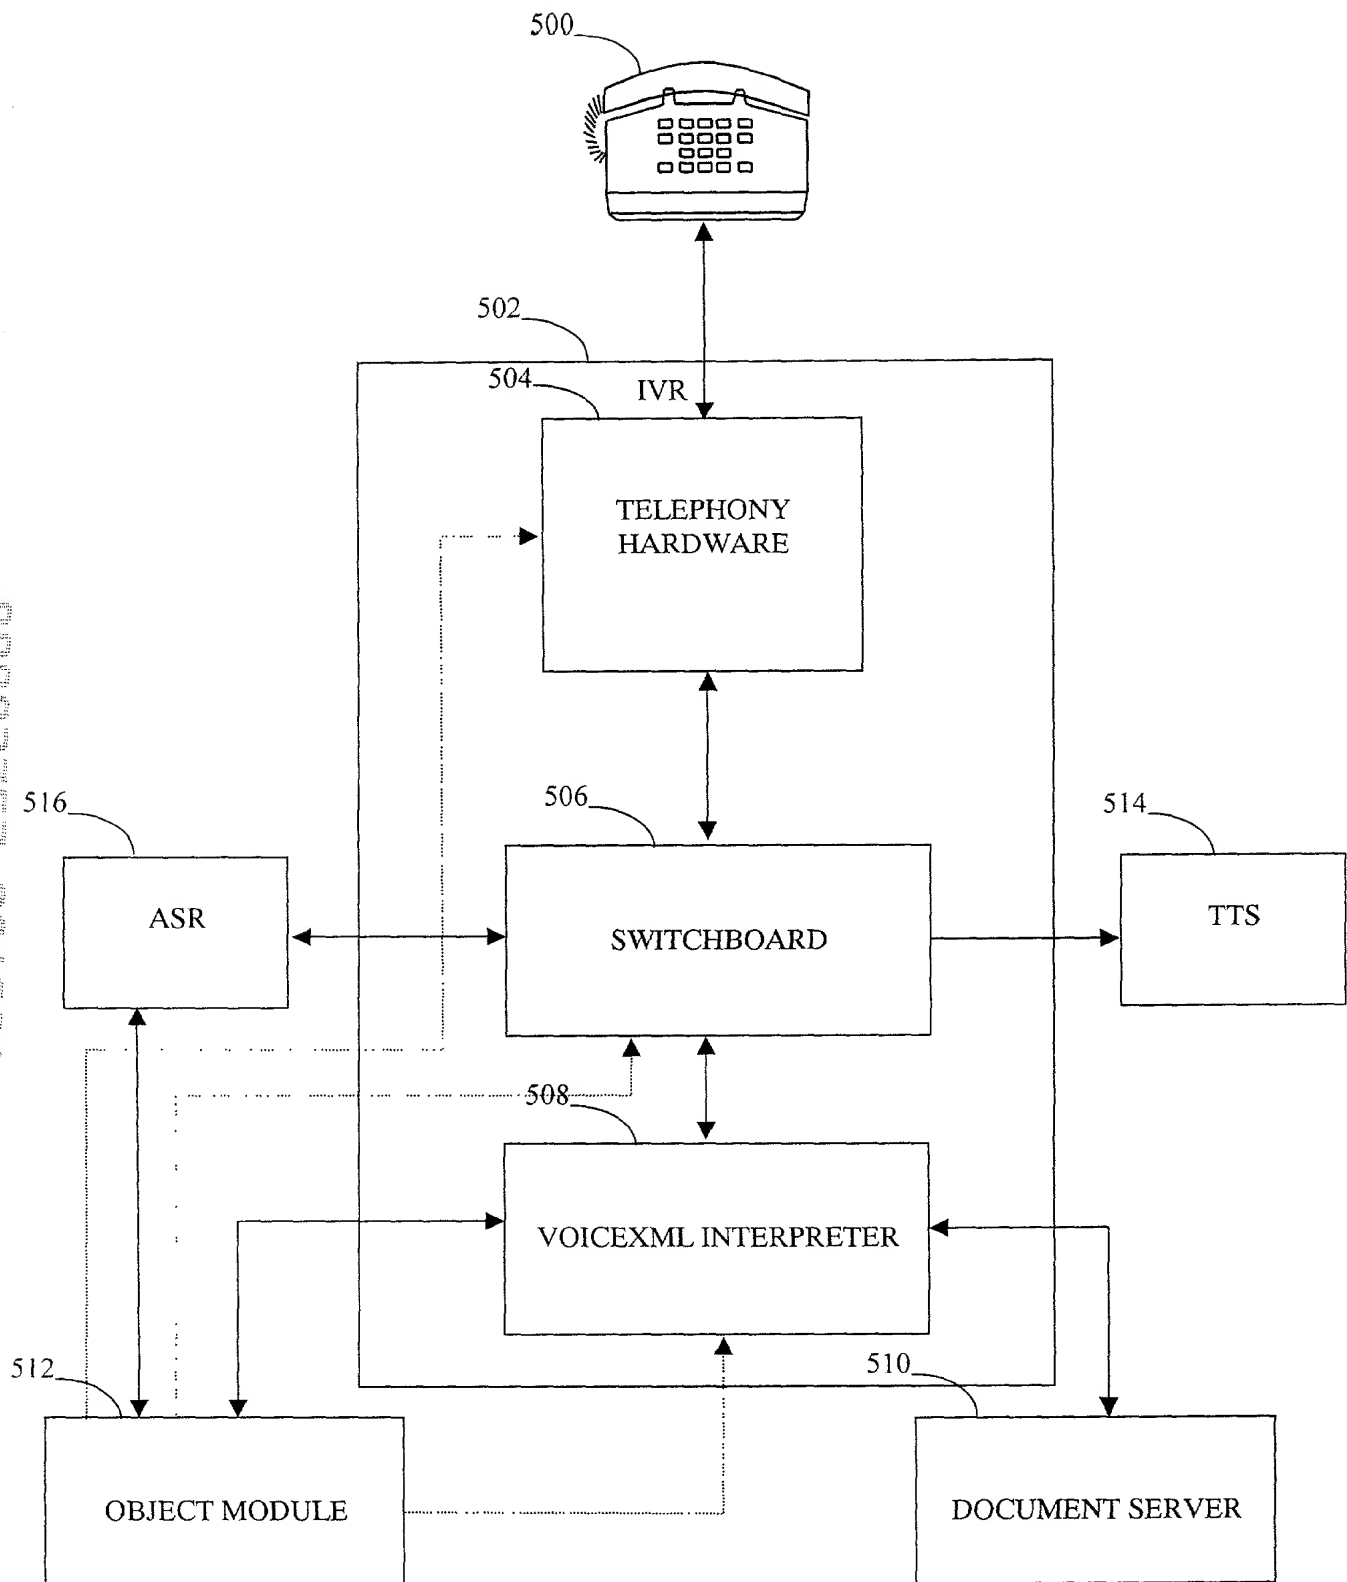 500
502
504
IVR
TELEPHONY
HARDWARE
516
506
514
ASR
SWITCHBOARD
TTS
508
VOICEXML INTERPRETER
512
510
OBJECT MODULE
DOCUMENT SERVER